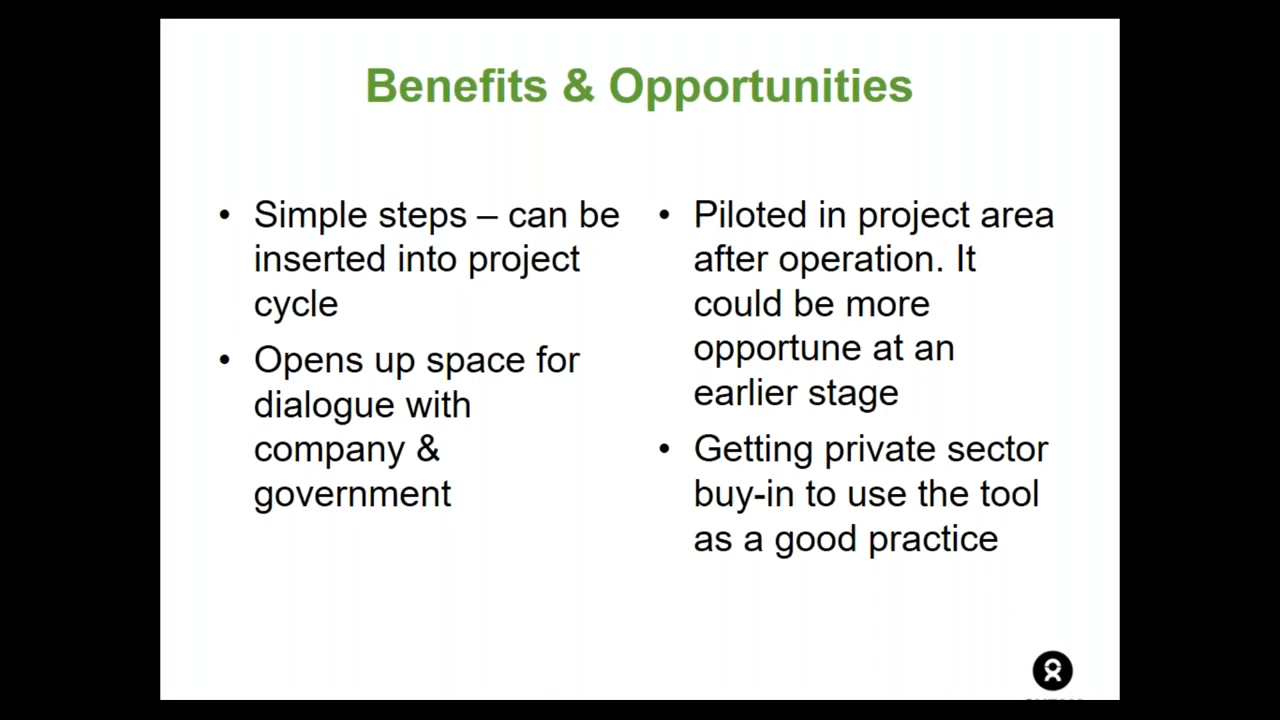 Benefits & Opportunities
• Simple steps – can be
inserted into project
cycle
• Opens up space for
dialogue with
company &
government
• Piloted in project area
after operation. It
could be more
opportune at an
earlier stage
• Getting private sector
buy-in to use the tool
as a good practice